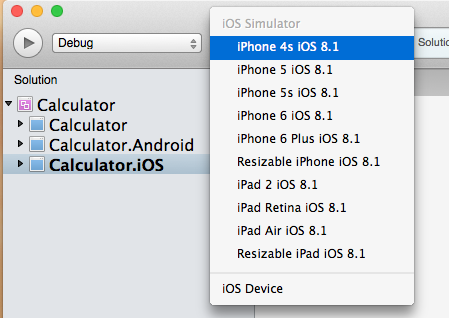 iOS Simulator
Debug
iPhone 4s iOS 8.1
Solutio
iPhone 5 iOS 8.1
Solution
iPhone 5s iOS 8.1
Calculator
iPhone 6 iOS 8.1
Calculator
iPhone 6 Plus iOS 8.1
Calculator.Android
Resizable iPhone iOS 8.1
Calculator.iOS
iPad 2 iOS 8.1
iPad Retina iOS 8.1
iPad Air iOS 8.1
Resizable iPad iOS 8.1
iOS Device